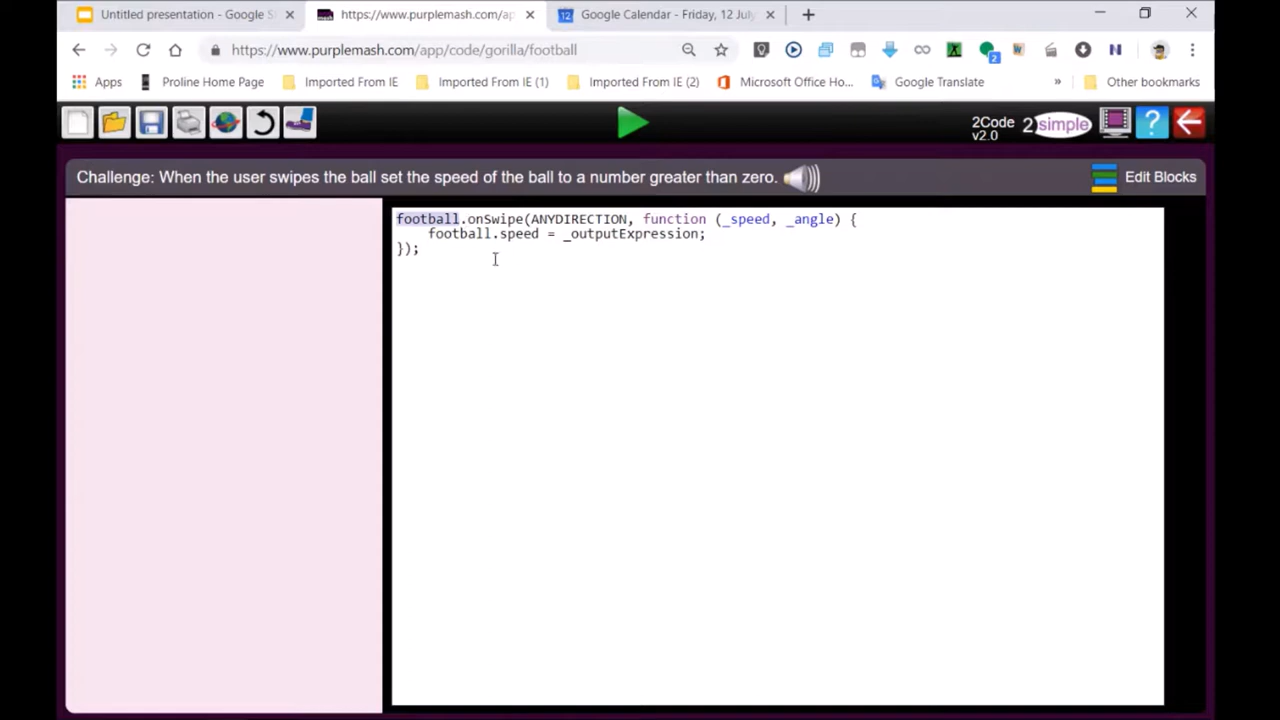 Untitled presentation - Google S
https://www.purplemash.com/ap
Google Calendar - Friday, 12 July
https://www.purplemash.com/app/code/gorilla/football
Apps
Proline Home Page
Imported From IE
Imported From IE (1)
Imported From IE (2)
Microsoft Office Ho...
Google Translate
»
Other bookmarks
2Code
v2.0
2simple
?
Challenge: When the user swipes the ball set the speed of the ball to a number greater than zero.
Edit Blocks
football.onSwipe(ANYDIRECTION, function (_speed, _angle) {
football.speed = _outputExpression;
});